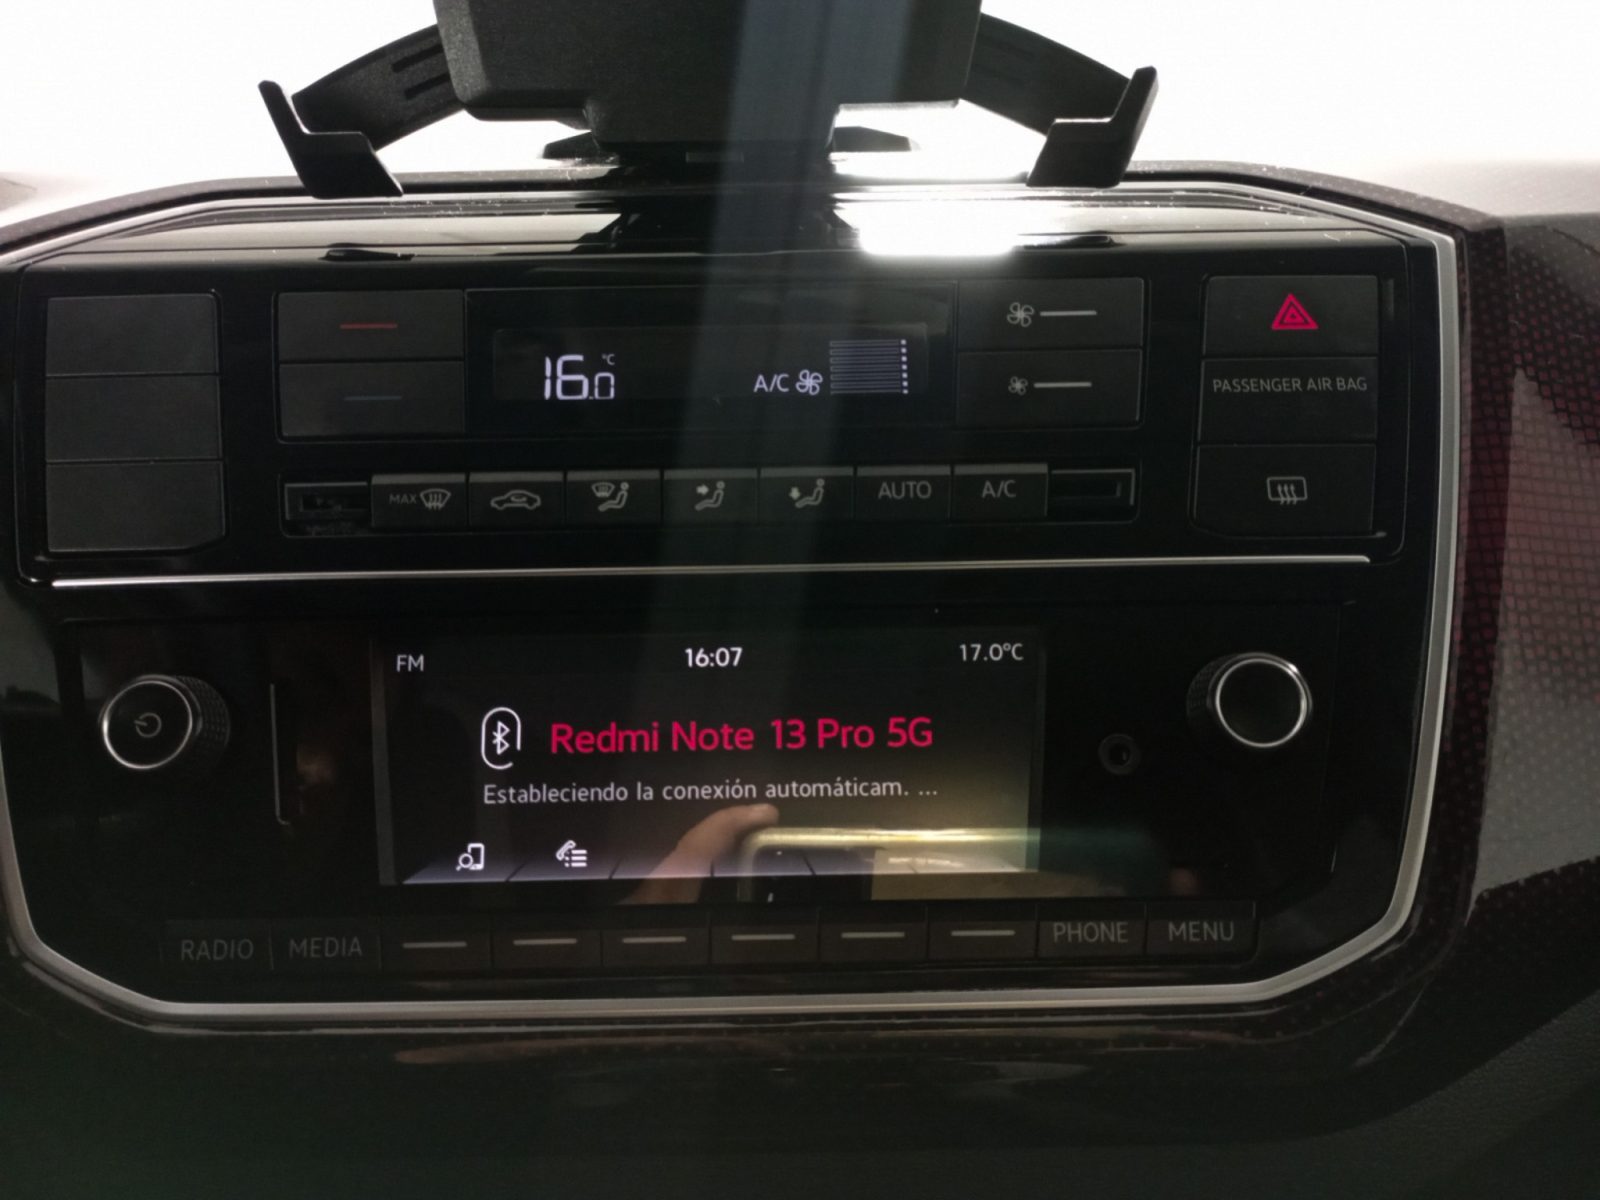 16.0 °C
A/C
PASSENGER AIR BAG
MAX
AUTO
A/C
FM
16:07
17.0°C
Redmi Note 13 Pro 5G
Estableciendo la conexión automáticam. ...
RADIO
MEDIA
PHONE
MENU